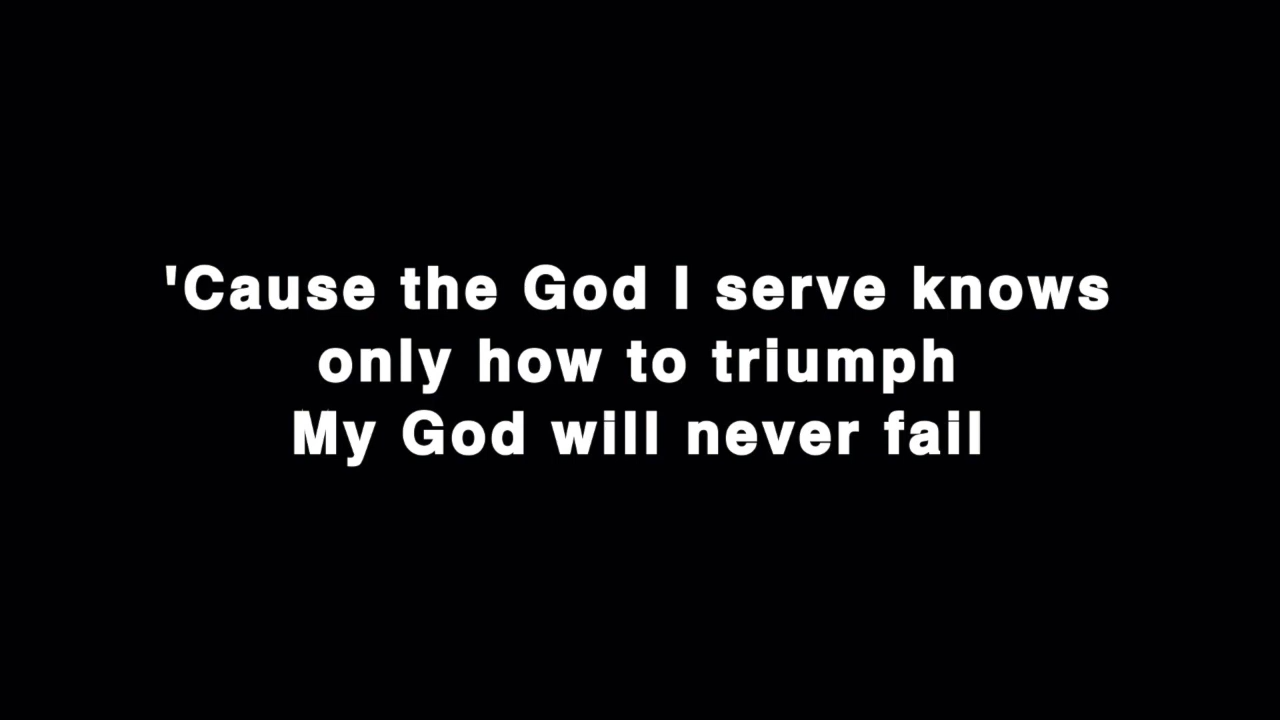 'Cause the God I serve knows
only how to triumph
My God will never fail